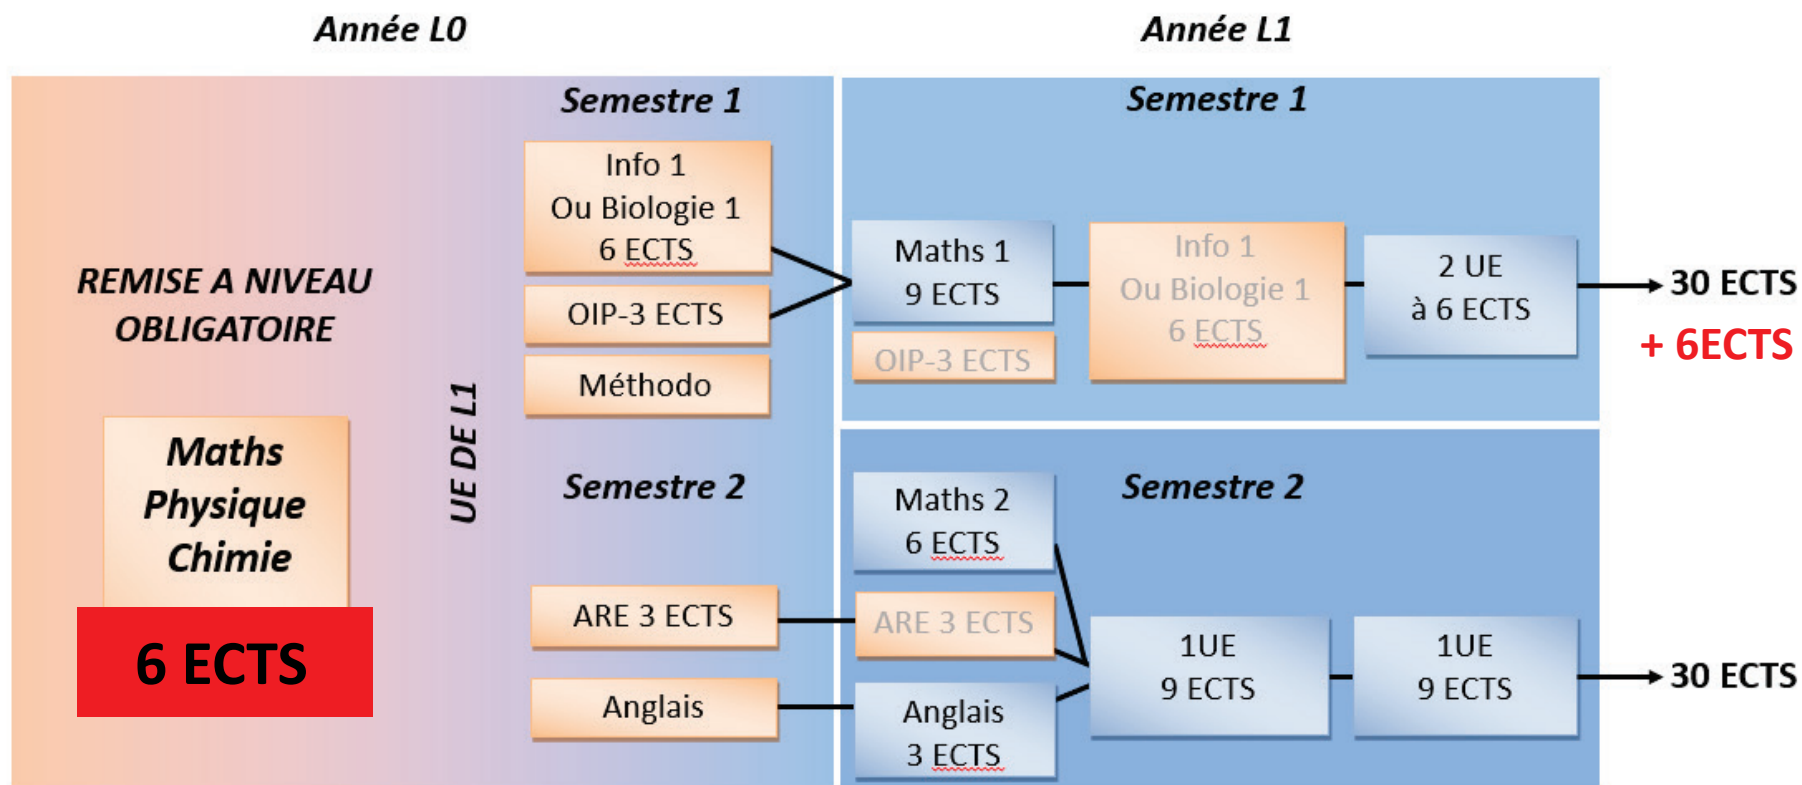 Année L0
REMISE A NIVEAU
OBLIGATOIRE
Maths
Physique
Chimie
6 ECTS
UE DE L1
Semestre 1
Info 1
Ou Biologie 1
6 ECTS
OIP-3 ECTS
Méthodo
Semestre 2
ARE 3 ECTS
Anglais
Année L1
Semestre 1
Maths 1
9 ECTS
OIP-3 ECTS
Info 1
Ou Biologie 1
6 ECTS
2 UE
à 6 ECTS
30 ECTS
+ 6ECTS
Semestre 2
Maths 2
6 ECTS
ARE 3 ECTS
Anglais
3 ECTS
1UE
9 ECTS
1UE
9 ECTS
30 ECTS